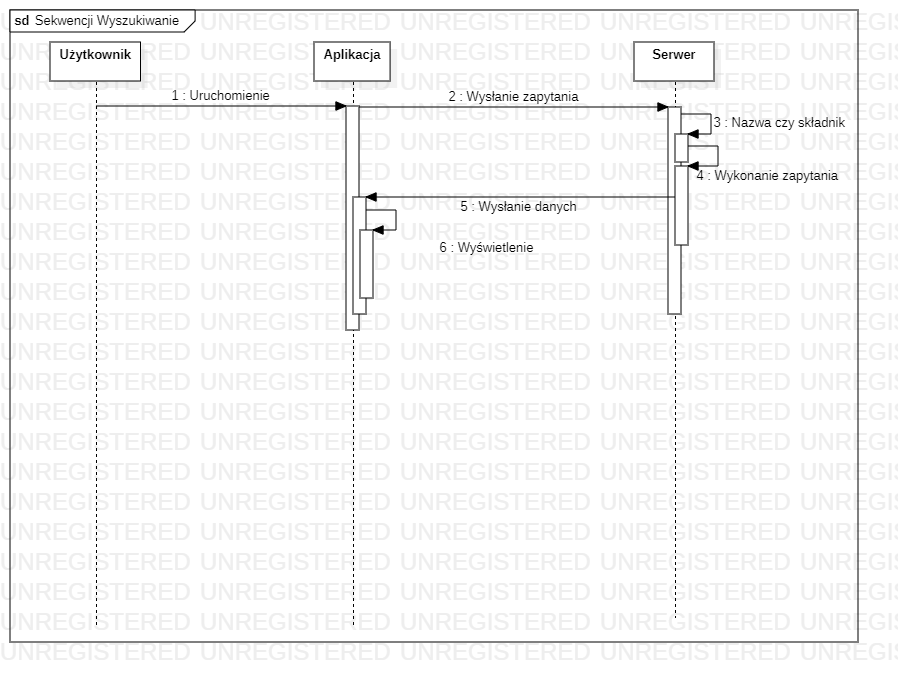 sd Sekwencji Wyszukiwanie
Użytkownik
Aplikacja
Serwer
1 : Uruchomienie
2 : Wysłanie zapytania
3 : Nazwa czy składnik
4 : Wykonanie zapytania
5 : Wysłanie danych
6 : Wyświetlenie
UNREGISTERED UNREGISTERED UNREGISTERED UNREGISTERED